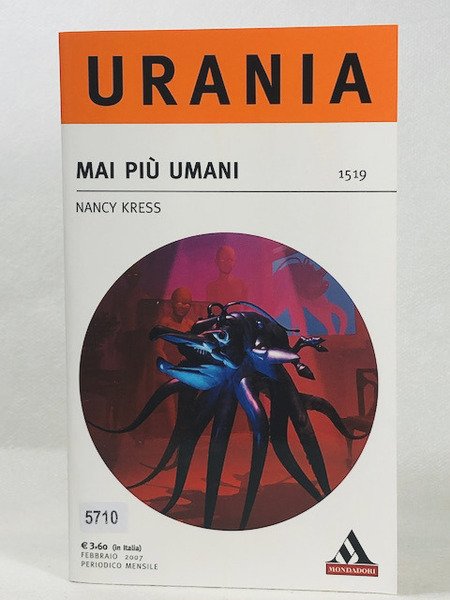 URANIA
MAI PIÙ UMANI 1519
NANCY KRESS
5710
€ 3,60 (in Italia)
FEBBRAIO 2007
PERIODICO MENSILE
MONDADORI